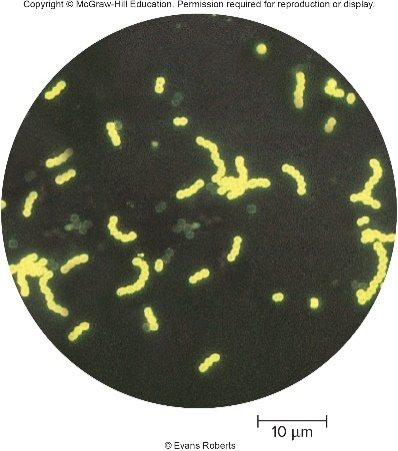 Copyright © McGraw-Hill Education. Permission required for reproduction or display.
10 μm
© Evans Roberts